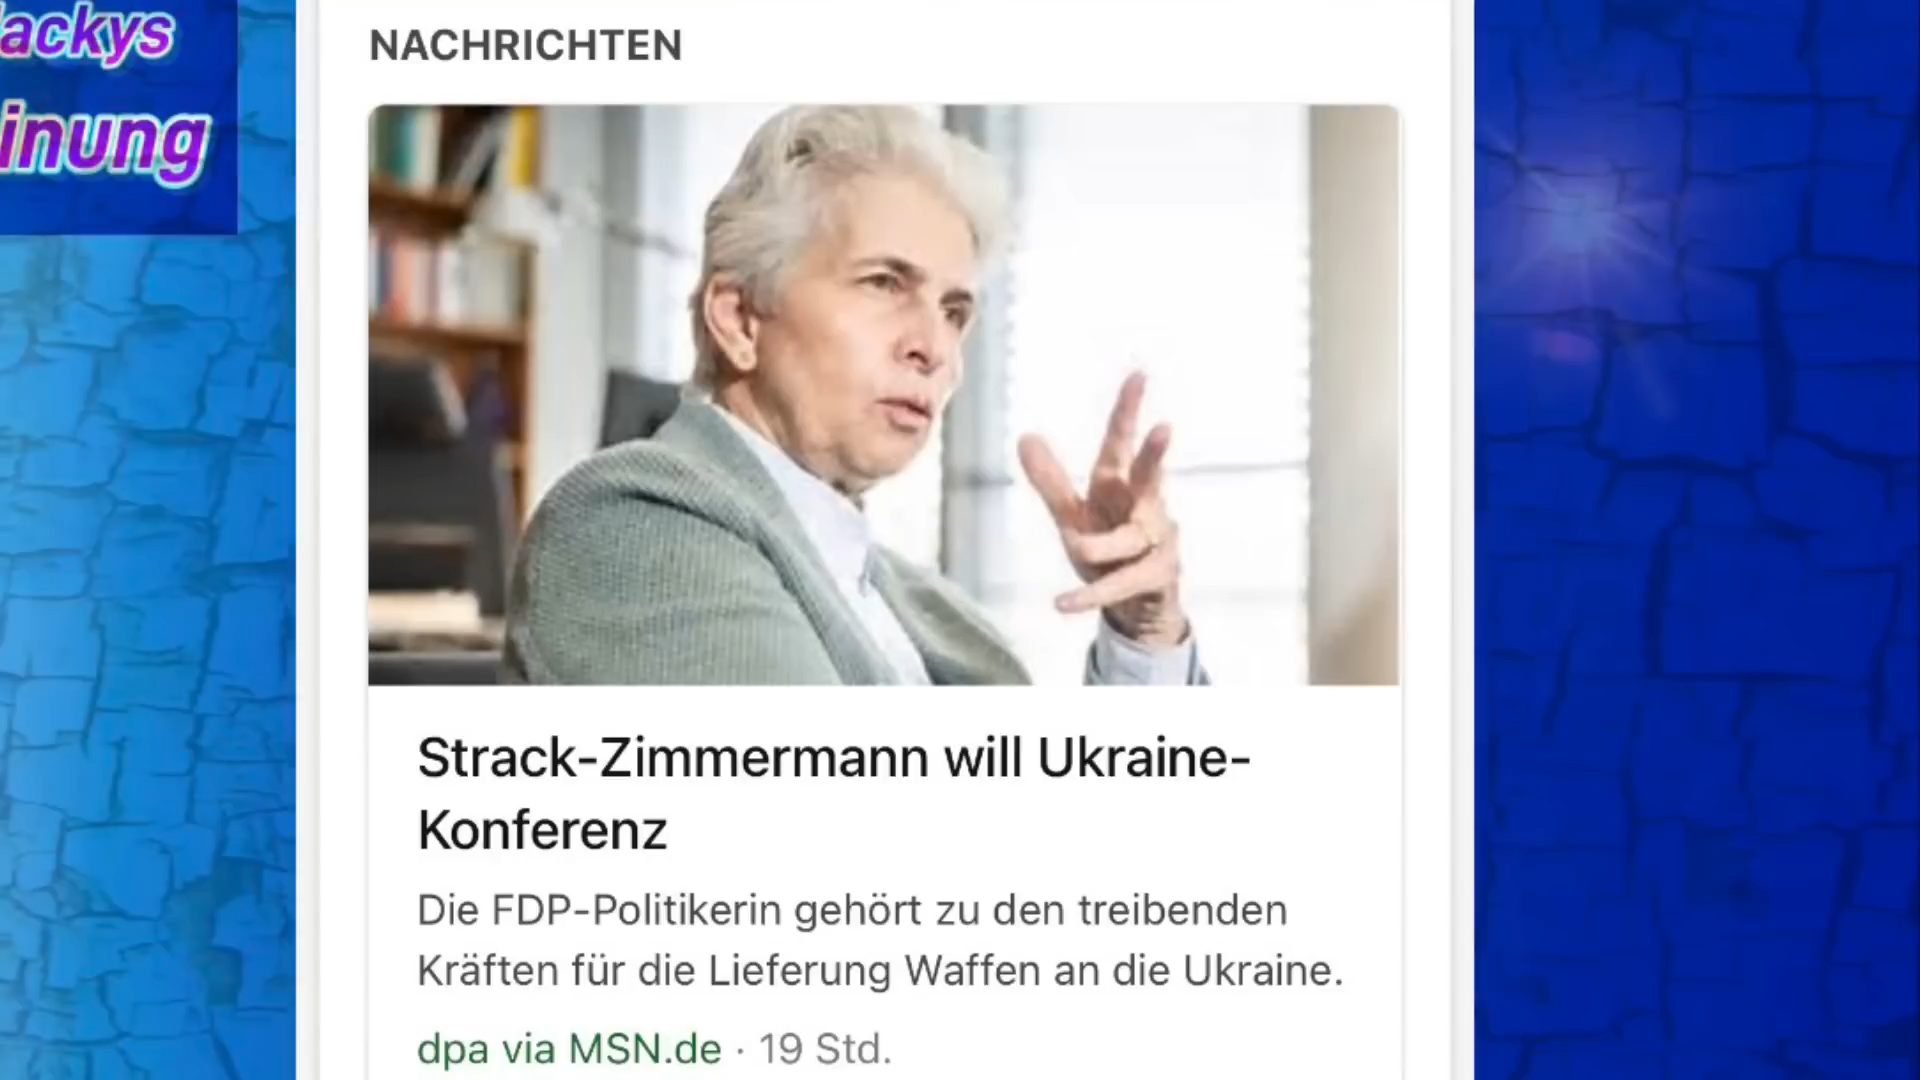 ackys
inung
NACHRICHTEN
Strack-Zimmermann will Ukraine-
Konferenz
Die FDP-Politikerin gehört zu den treibenden
Kräften für die Lieferung Waffen an die Ukraine.
dpa via MSN.de · 19 Std.